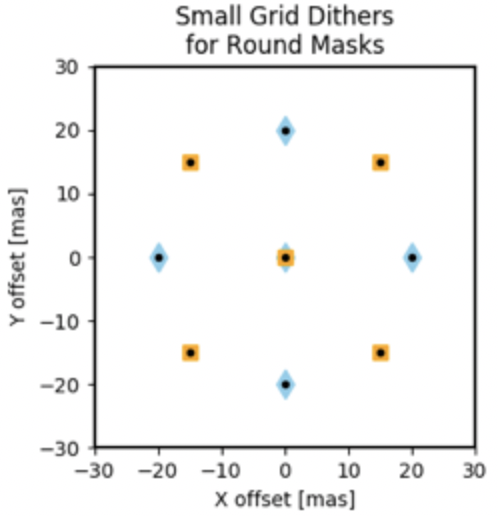 Small Grid Dithers
for Round Masks
30
20
10
0
−10
−20
−30
Y offset [mas]
−30 −20 −10 0 10 20 30
X offset [mas]